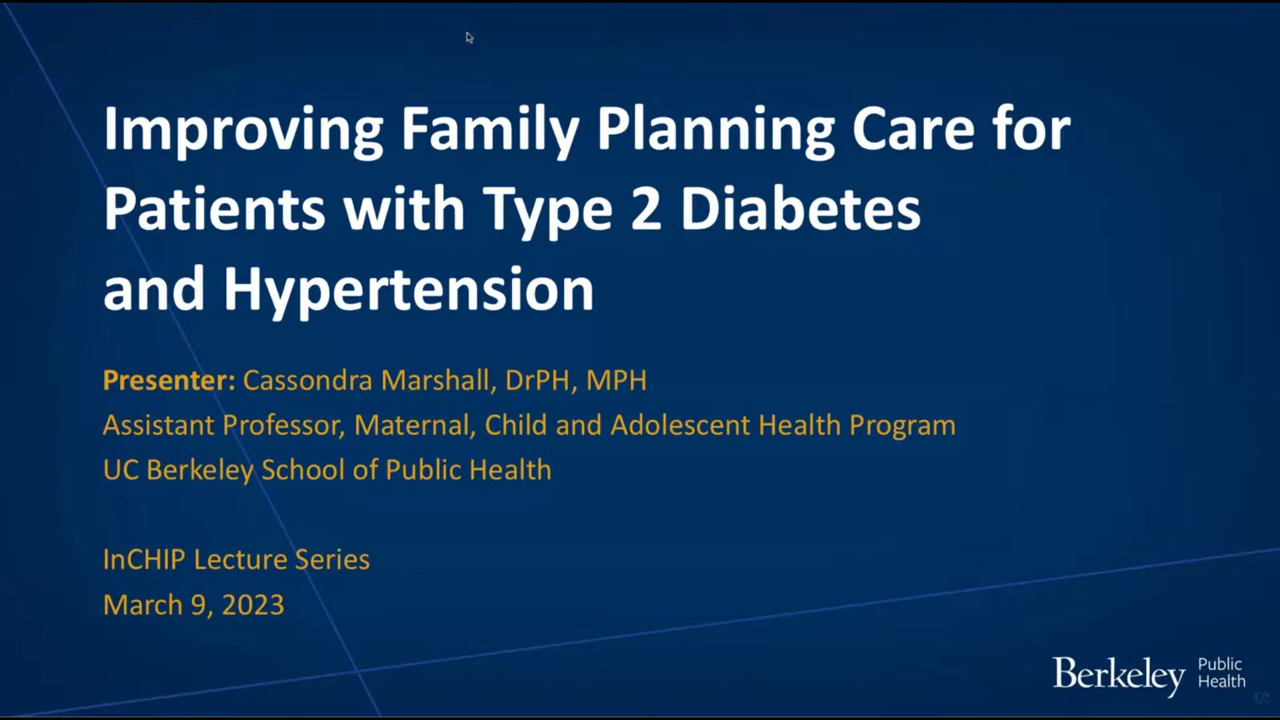 Improving Family Planning Care for
Patients with Type 2 Diabetes
and Hypertension
Presenter: Cassondra Marshall, DrPH, MPH
Assistant Professor, Maternal, Child and Adolescent Health Program
UC Berkeley School of Public Health
InCHIP Lecture Series
March 9, 2023
Berkeley Public
Health